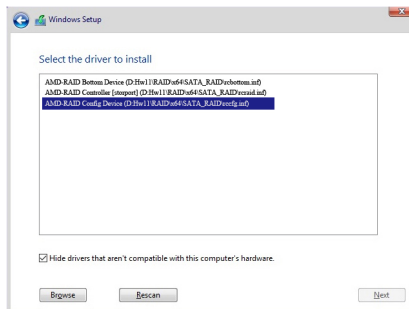 Windows Setup
Select the driver to install
AMD-RAID Bottom Device (D:Hw11\RAID\x64\SATA_RAID\rcbottom.inf)
AMD-RAID Controller [storport] (D:Hw11\RAID\x64\SATA_RAID\rcraid.inf)
AMD-RAID Config Device (D:Hw11\RAID\x64\SATA_RAID\rccfg.inf)
Hide drivers that aren't compatible with this computer's hardware.
Browse
Rescan
Next